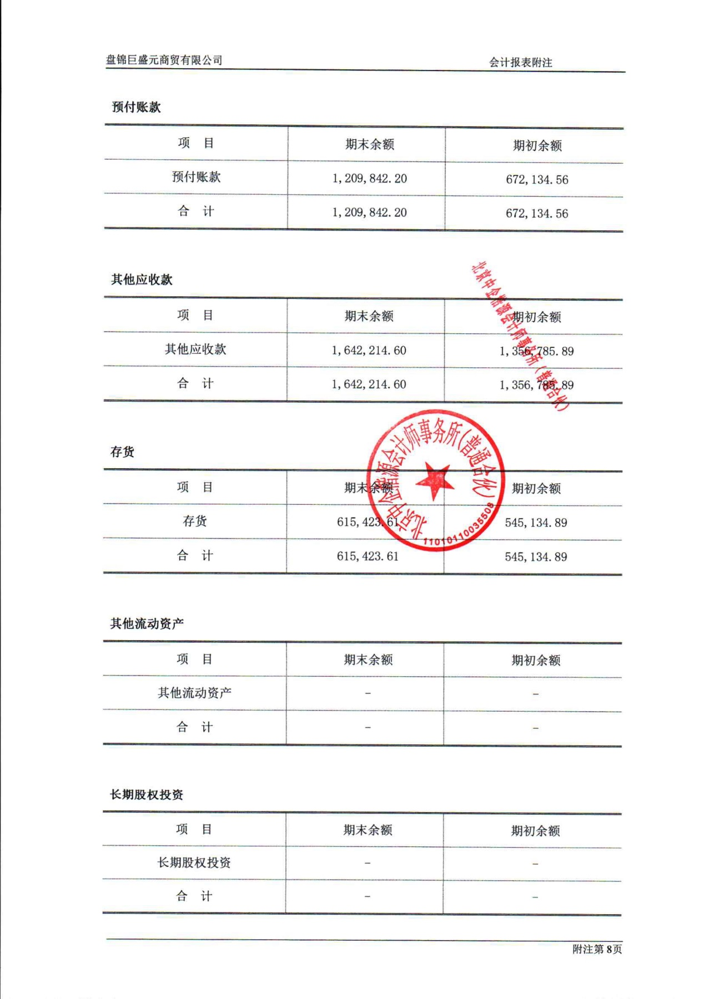 盘锦巨盛元商贸有限公司 会计报表附注
预付账款
项 目 期末余额 期初余额
预付账款 1,209,842.20 672,134.56
合 计 1,209,842.20 672,134.56
其他应收款
项 目 期末余额 期初余额
其他应收款 1,642,214.60 1,356,785.89
合 计 1,642,214.60 1,356,785.89
北京中企
源会计师事务所（普通合伙）
存货
项 目 期末余额 期初余额
存货 615,423.61 545,134.89
合 计 615,423.61 545,134.89
北京中企
源会计师事务所(普通合伙)
11010110035508
其他流动资产
项 目 期末余额 期初余额
其他流动资产 - -
合 计 - -
长期股权投资
项 目 期末余额 期初余额
长期股权投资 - -
合 计 - -
附注第 8页